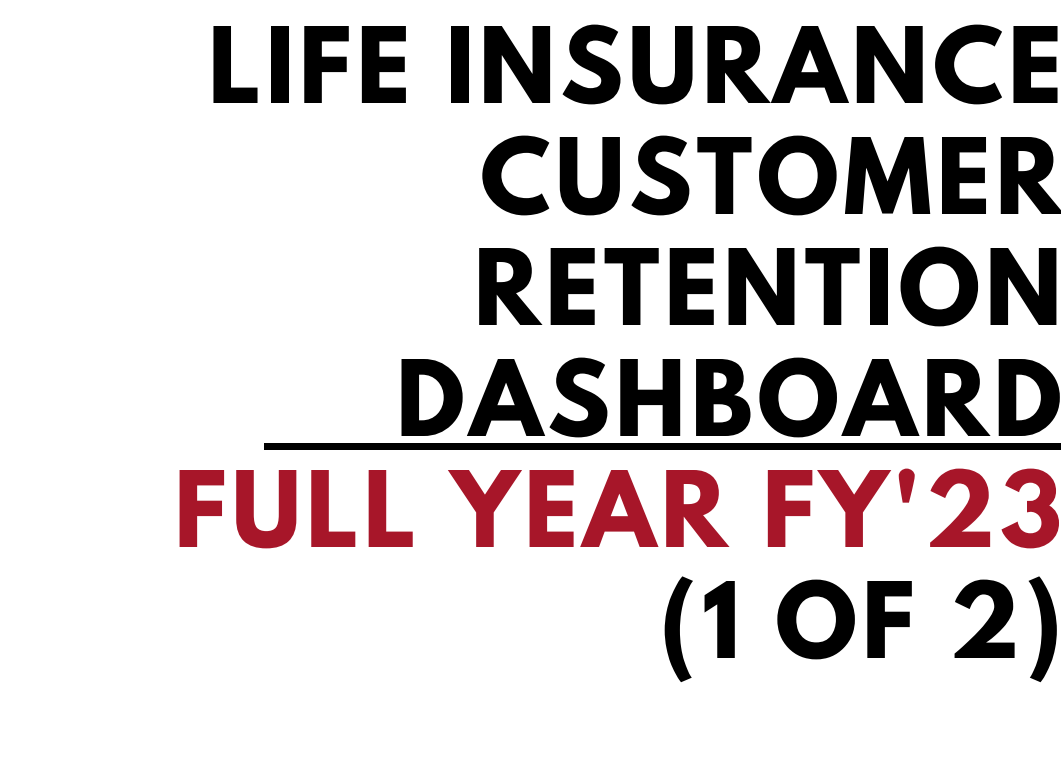 LIFE INSURANCE
CUSTOMER
RETENTION
DASHBOARD
FULL YEAR FY'23
(1 OF 2)